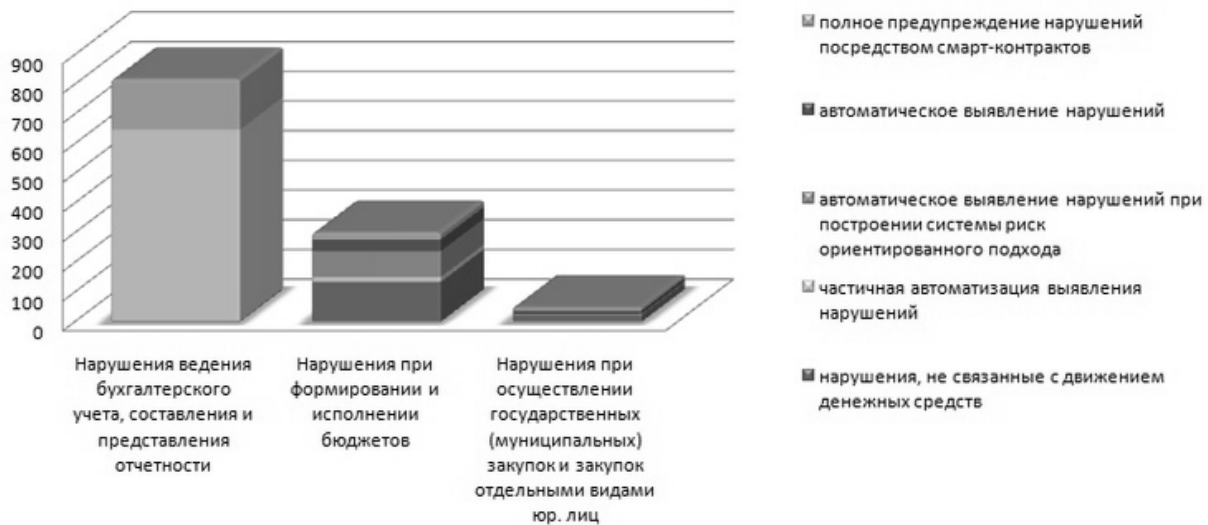 900
800
700
600
500
400
300
200
100
0
Нарушения ведения
бухгалтерского
учета, составления и
представления
отчетности
Нарушения при
формировании и
исполнении
бюджетов
Нарушения при
осуществлении
государственных
(муниципальных)
закупок и закупок
отдельными видами
юр. лиц
полное предупреждение нарушений
посредством смарт-контрактов
автоматическое выявление нарушений
автоматическое выявление нарушений при
построении системы риск
ориентированного подхода
частичная автоматизация выявления
нарушений
нарушения, не связанные с движением
денежных средств